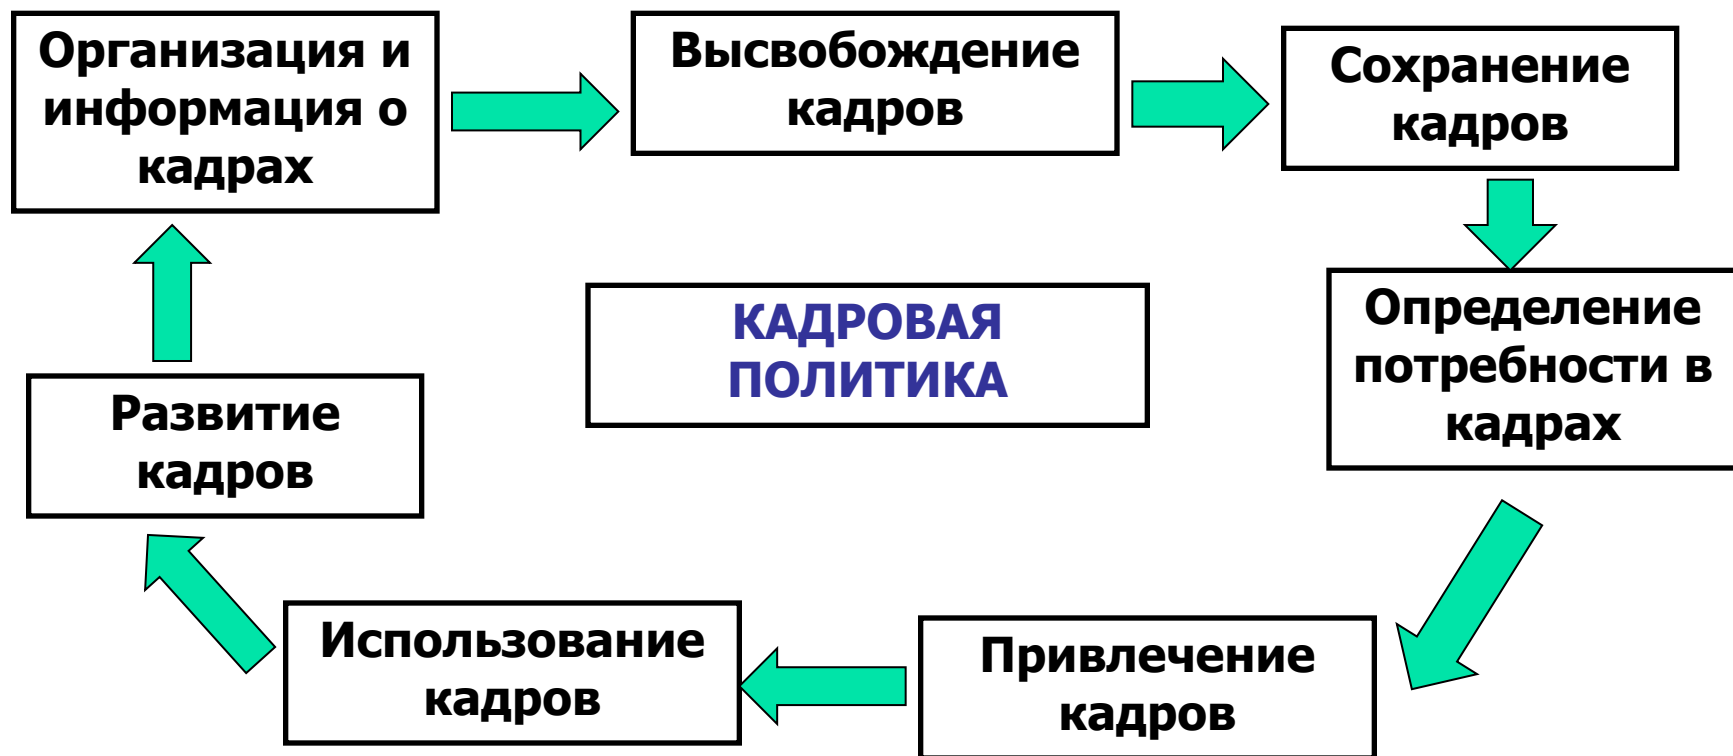 Организация и
информация о
кадрах
Высвобождение
кадров
Сохранение
кадров
КАДРОВАЯ
ПОЛИТИКА
Определение
потребности в
кадрах
Развитие
кадров
Использование
кадров
Привлечение
кадров